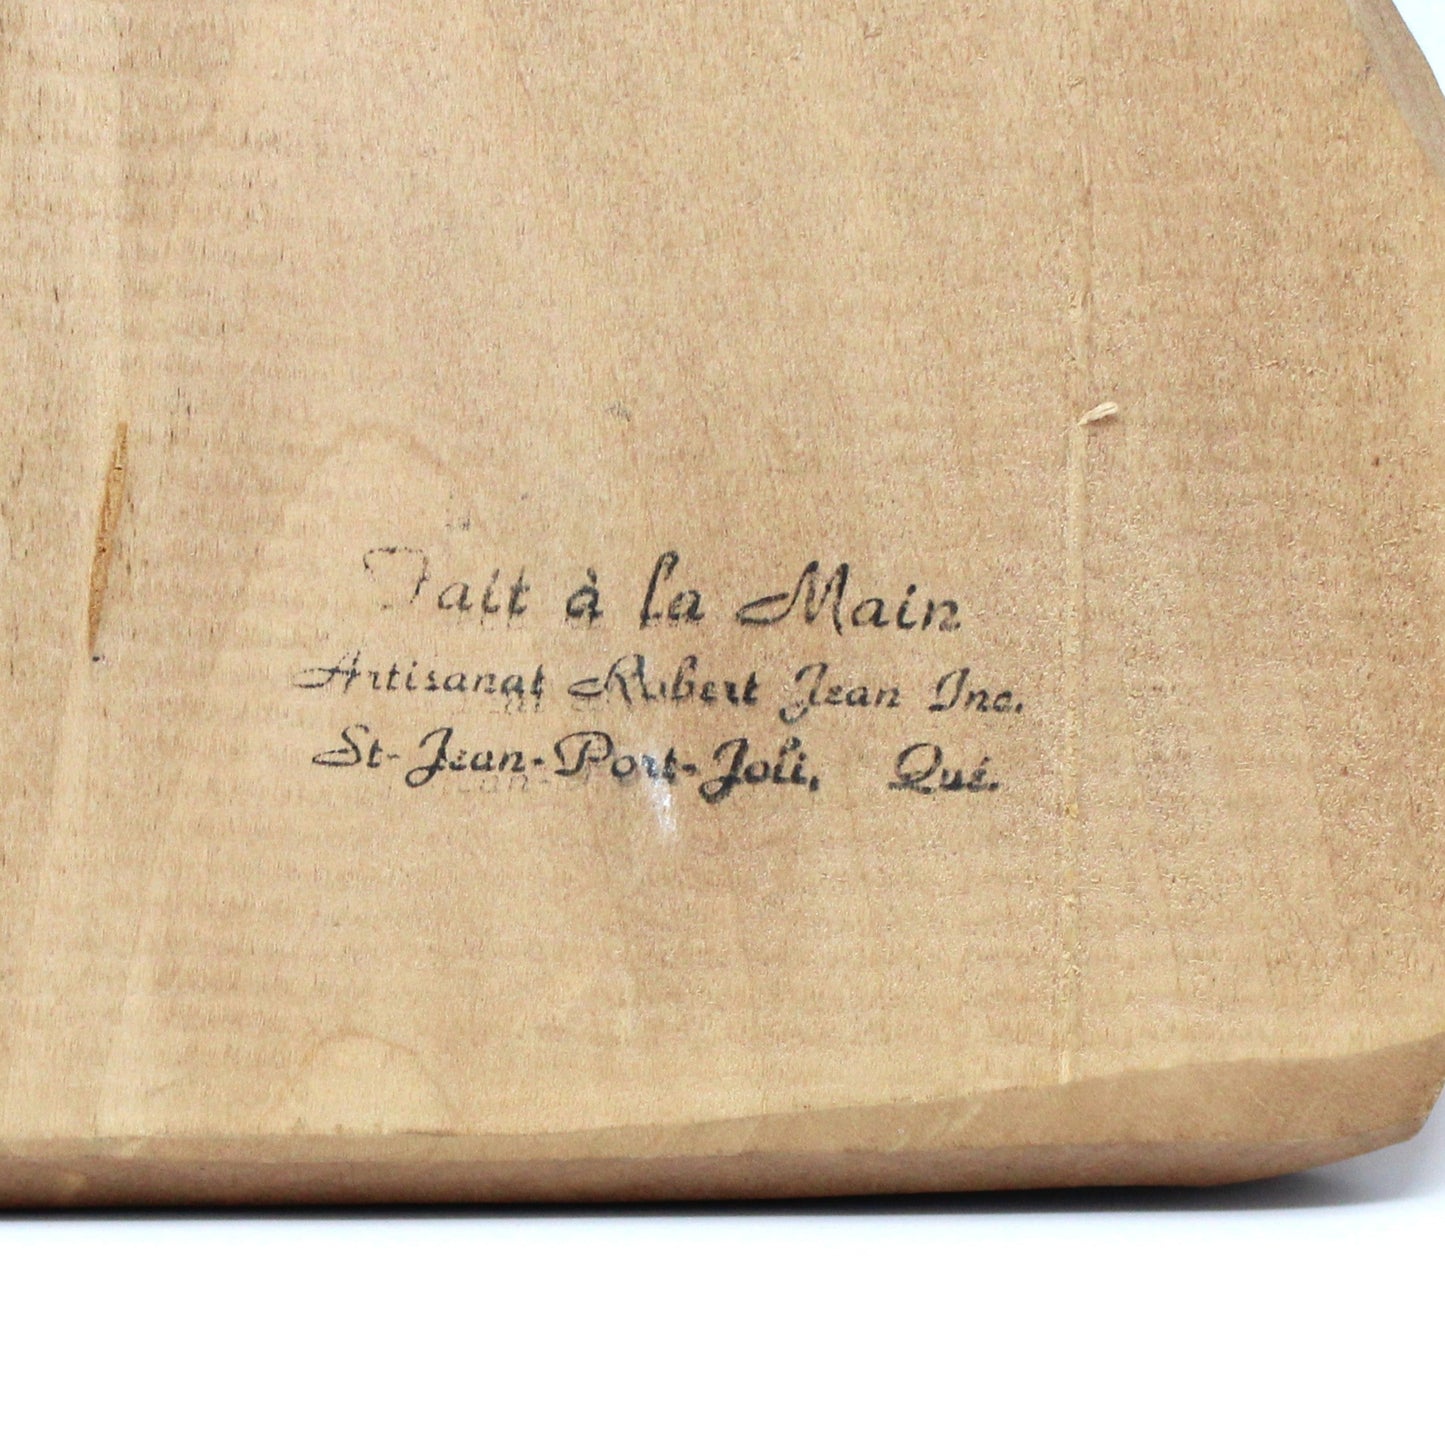 Fait à la Main
Artisanat Robert Jean Inc.
St-Jean-Port-Joli, Qué.